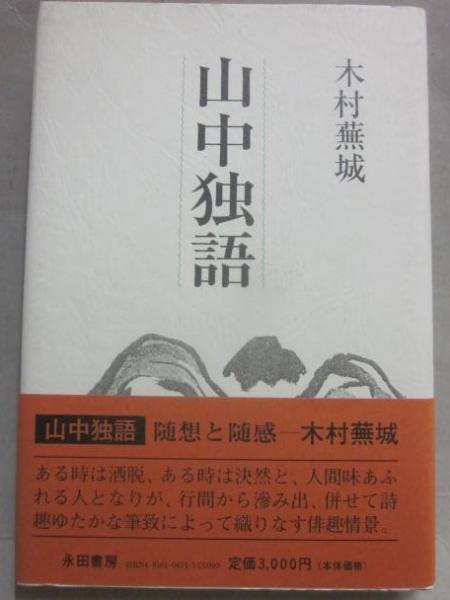 木村蕪城
山中独語
山中独語 随想と随感―木村蕪城
ある時は洒脱、ある時は決然と、人間味あふ
れる人となりが、行間から滲み出、併せて詩
趣ゆたかな筆致によって織りなす俳趣情景。
永田書房 定価3,000円（本体価格）